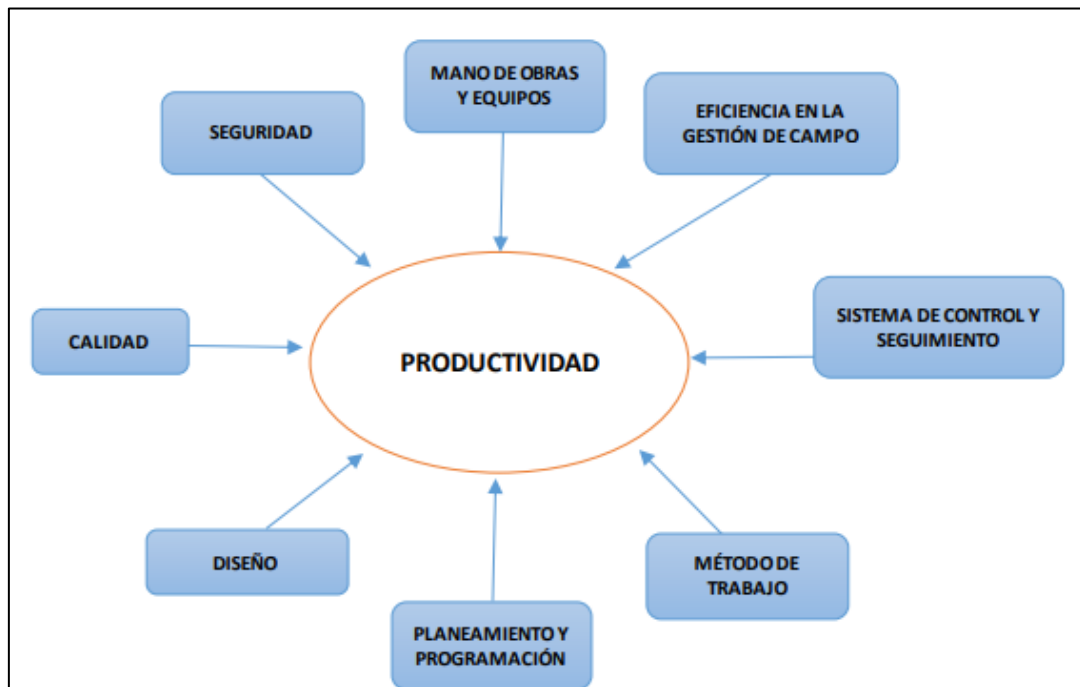 MANO DE OBRAS
Y EQUIPOS
SEGURIDAD
EFICIENCIA EN LA
GESTIÓN DE CAMPO
CALIDAD
PRODUCTIVIDAD
SISTEMA DE CONTROL Y
SEGUIMIENTO
DISEÑO
MÉTODO DE
TRABAJO
PLANEAMIENTO Y
PROGRAMACIÓN